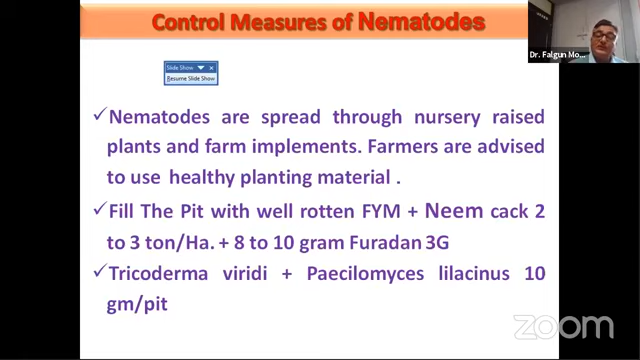 Control Measures of Nematodes
Dr. Falgun Mo...
Slide Show
Resume Slide Show
✓Nematodes are spread through nursery raised
plants and farm implements. Farmers are advised
to use healthy planting material .
✓Fill The Pit with well rotten FYM + Neem cack 2
to 3 ton/Ha. + 8 to 10 gram Furadan 3G
✓Tricoderma viridi + Paecilomyces lilacinus 10
gm/pit
zoom